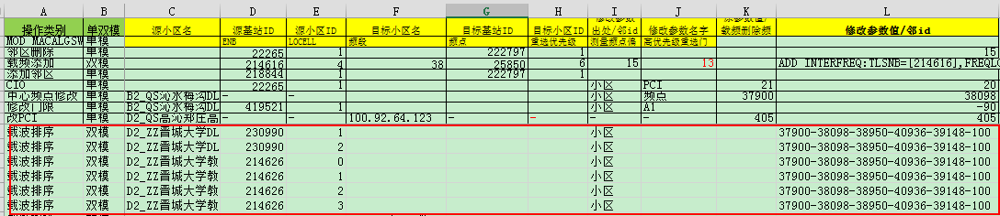 A B C D E F G H I J K L
操作类别 单双模 源小区名 源基站ID 源小区ID 目标小区名 目标基站ID 目标小区ID 修改参数出处/邻id 修改参数名字 原参数值/载频删除频 修改参数值/邻id
MOD MACALGSW 单模 ENB LOCELL 频段 频点 重选优先级 测量频点偏 高优先级重选门
邻区删除 单模 22265 1 222797 1 15
载频添加 双模 214616 4 38 25850 6 15 13 ADD INTERFREQ:TLSNB=[214616],FREQLO
添加邻区 单模 218844 1 222797 1
CIO 单模 22265 1 小区 PCI 21 20
中心频点修改 单模 B2_QS沁水梅沟DL - - 小区 频点 37900 38098
修改门限 单模 B2_QS沁水梅沟DL 419521 1 小区 A1 -90
改PCI 单模 D2_QS高沁郑庄高 - - 100.92.64.123 - - - - 405 405
载波排序 双模 D2_ZZ晋城大学DL 230990 1 小区 37900-38098-38950-40936-39148-100
载波排序 双模 D2_ZZ晋城大学DL 230990 2 小区 37900-38098-38950-40936-39148-100
载波排序 双模 D2_ZZ晋城大学教 214626 0 小区 37900-38098-38950-40936-39148-100
载波排序 双模 D2_ZZ晋城大学教 214626 1 小区 37900-38098-38950-40936-39148-100
载波排序 双模 D2_ZZ晋城大学教 214626 2 小区 37900-38098-38950-40936-39148-100
载波排序 双模 D2_ZZ晋城大学教 214626 3 小区 37900-38098-38950-40936-39148-100